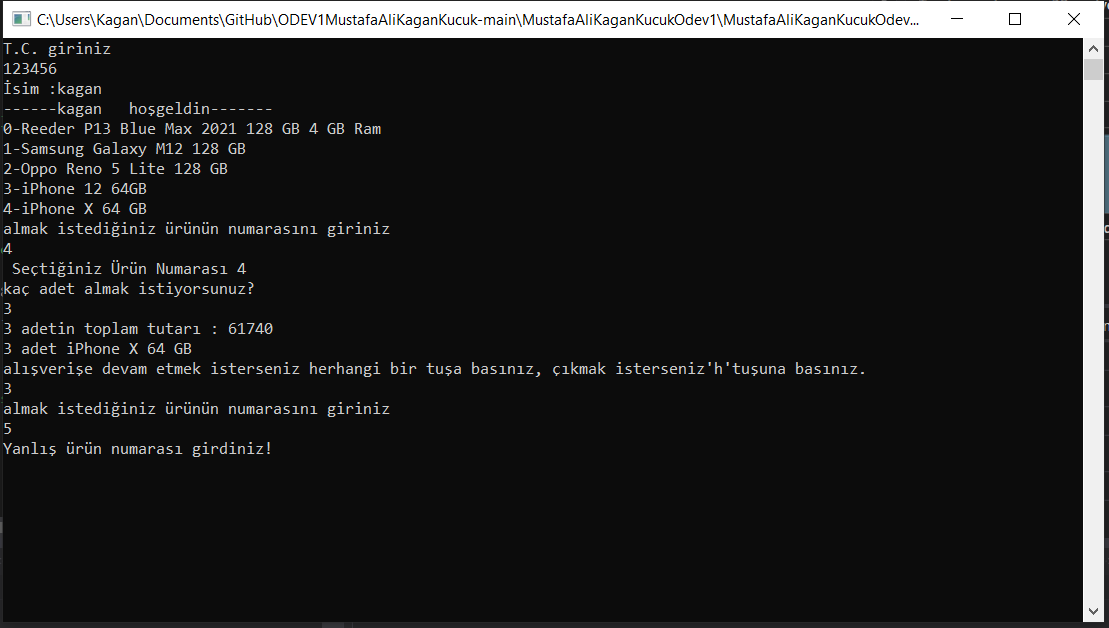 C:\Users\Kagan\Documents\GitHub\ODEV1MustafaAliKaganKucuk-main\MustafaAliKaganKucukOdev1\MustafaAliKaganKucukOdev...
T.C. giriniz
123456
İsim :kagan
------kagan   hoşgeldin-------
0-Reeder P13 Blue Max 2021 128 GB 4 GB Ram
1-Samsung Galaxy M12 128 GB
2-Oppo Reno 5 Lite 128 GB
3-iPhone 12 64GB
4-iPhone X 64 GB
almak istediğiniz ürünün numarasını giriniz
4
 Seçtiğiniz Ürün Numarası 4
kaç adet almak istiyorsunuz?
3
3 adetin toplam tutarı : 61740
3 adet iPhone X 64 GB
alışverişe devam etmek isterseniz herhangi bir tuşa basınız, çıkmak isterseniz'h'tuşuna basınız.
3
almak istediğiniz ürünün numarasını giriniz
5
Yanlış ürün numarası girdiniz!